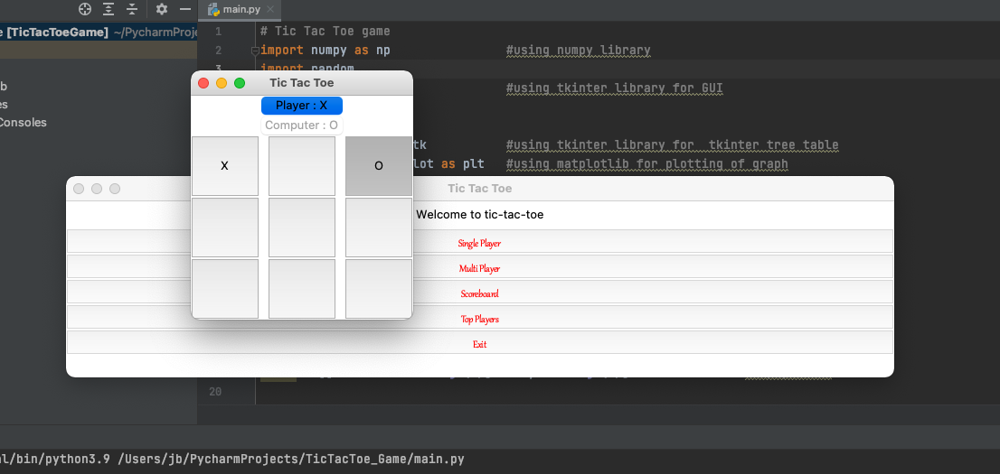 main.py
e [TicTacToeGame] ~/PycharmProje
1 # Tic Tac Toe game
2 import numpy as np #using numpy library
3 import random
Tic Tac Toe
b
#using tkinter library for GUI
es
Player : X
Consoles
Computer : O
tk #using tkinter library for tkinter tree table
lot as plt #using matplotlib for plotting of graph
X O
Tic Tac Toe
Welcome to tic-tac-toe
Single Player
Multi Player
Scoreboard
Top Players
Exit
20
al/bin/python3.9 /Users/jb/PycharmProjects/TicTacToe_Game/main.py